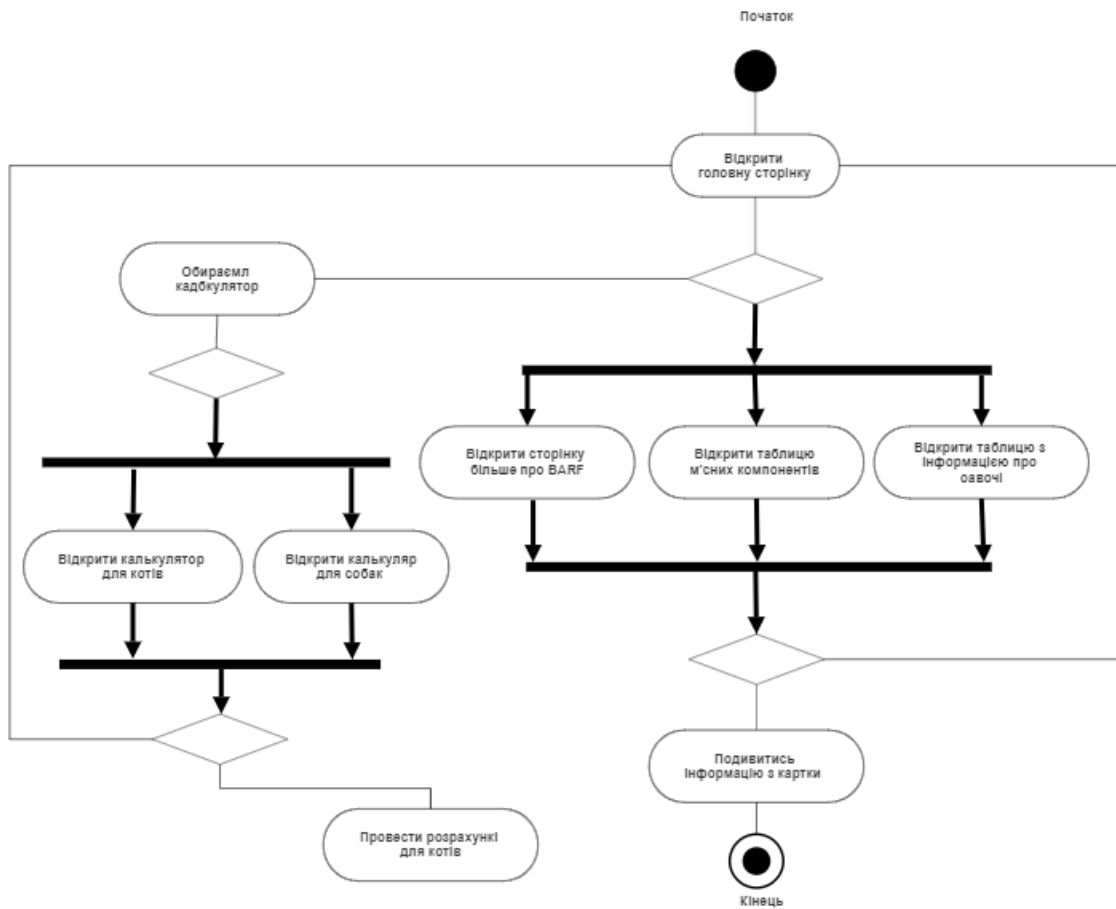 Початок
Відкрити
головну сторінку
Обираємл
кадбкулятор
Відкрити сторінку
більше про BARF
Відкрити таблицю
м'сних компонентів
Відкрити таблицю з
інформацією про
оавочі
Відкрити калькулятор
для котів
Відкрити калькуляр
для собак
Подивитись
інформацію з картки
Провести розрахункі
для котів
Кінець